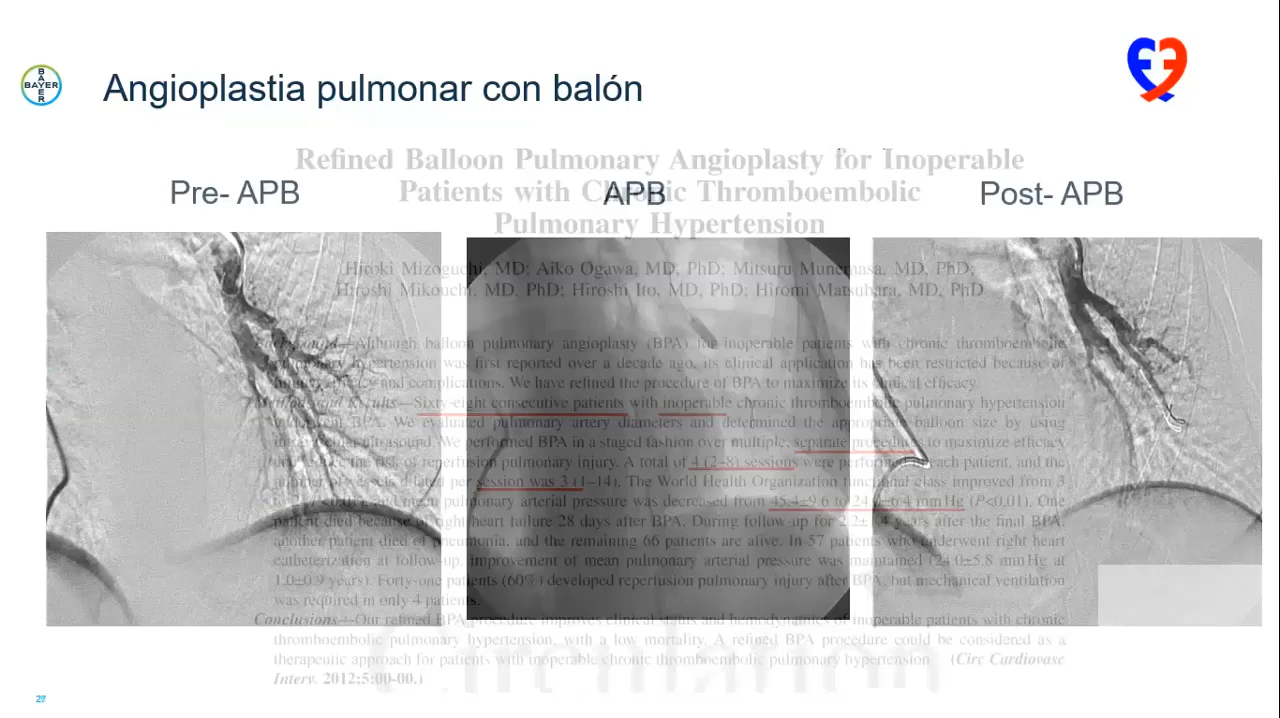 BAYER
BAYER
Angioplastia pulmonar con balón
Refined Balloon Pulmonary Angioplasty for Inoperable
Patients with Chronic Thromboembolic
Pulmonary Hypertension
Pre- APB
APB
Post- APB
Hiroki Mizoguchi, MD; Aiko Ogawa, MD, PhD; Mitsuru Munemasa, MD, PhD;
Hiroshi Mikouchi, MD, PhD; Hiroshi Ito, MD, PhD; Hiromi Matsubara, MD, PhD
Background—Although balloon pulmonary angioplasty (BPA) for inoperable patients with chronic thromboembolic
pulmonary hypertension was first reported over a decade ago, its clinical application has been restricted because of
limited efficacy and complications. We have refined the procedure of BPA to maximize its clinical efficacy.
Methods and Results—Sixty-eight consecutive patients with inoperable chronic thromboembolic pulmonary hypertension
underwent BPA. We evaluated pulmonary artery diameters and determined the appropriate balloon size by using
intravascular ultrasound. We performed BPA in a staged fashion over multiple, separate procedures to maximize efficacy
and reduce the risk of reperfusion pulmonary injury. A total of 4 (2–8) sessions were performed in each patient, and the
number of vessels dilated per session was 3 (1–14). The World Health Organization functional class improved from 3
to 2 and mean pulmonary arterial pressure was decreased from 45.4±9.6 to 24.0±6.4 mm Hg (P<0.01). One
patient died because of right heart failure 28 days after BPA. During follow-up for 2.2±1.4 years after the final BPA,
another patient died of pneumonia, and the remaining 66 patients are alive. In 57 patients who underwent right heart
catheterization at follow-up, improvement of mean pulmonary arterial pressure was maintained (24.0±5.8 mm Hg at
1.0±0.9 years). Forty-one patients (60%) developed reperfusion pulmonary injury after BPA, but mechanical ventilation
was required in only 4 patients.
Conclusions—Our refined BPA procedure improves clinical status and hemodynamics of inoperable patients with chronic
thromboembolic pulmonary hypertension, with a low mortality. A refined BPA procedure could be considered as a
therapeutic approach for patients with inoperable chronic thromboembolic pulmonary hypertension (Circ Cardiovasc
Interv. 2012;5:00-00.)
Circulation
27